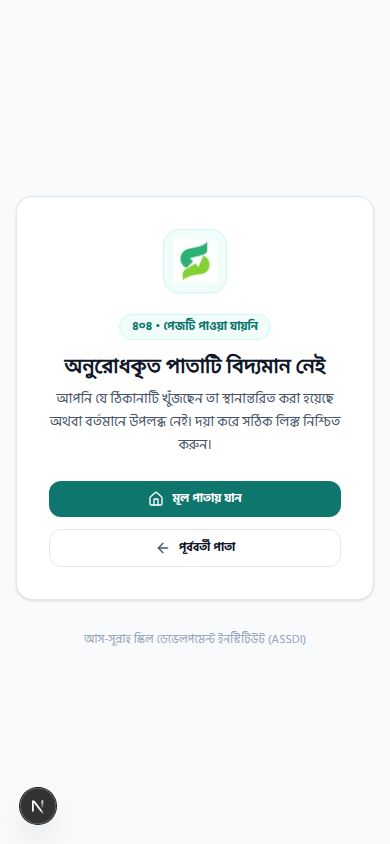 ৪০৪ • পেজটি পাওয়া যায়নি
অনুরোধকৃত পাতাটি বিদ্যমান নেই
আপনি যে ঠিকানাটি খুঁজছেন তা স্থানান্তরিত করা হয়েছে
অথবা বর্তমানে উপলব্ধ নেই। দয়া করে সঠিক লিঙ্ক নিশ্চিত
করুন।
মূল পাতায় যান
পূর্ববর্তী পাতা
আস-সুন্নাহ স্কিল ডেভেলপমেন্ট ইনস্টিটিউট (ASSDI)
N